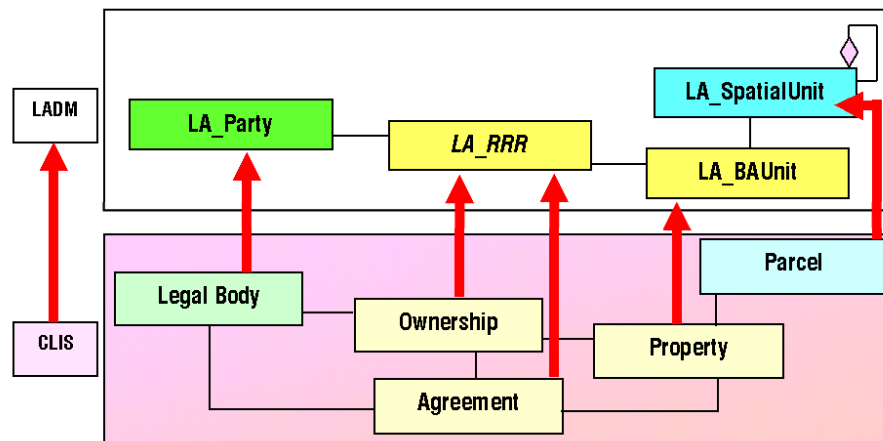 LA_SpatialUnit
LADM
LA_Party
LA_RRR
LA_BAUnit
Parcel
Legal Body
Ownership
CLIS
Property
Agreement